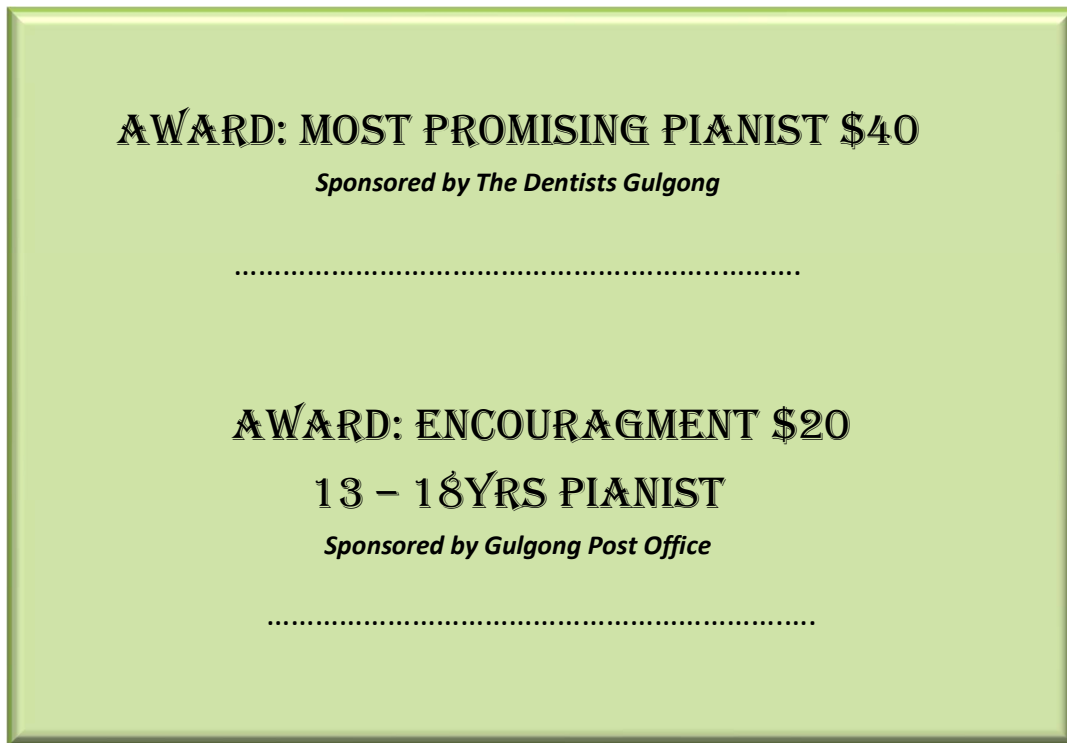 AWARD: MOST PROMISING PIANIST $40
Sponsored by The Dentists Gulgong
……………………………………………..……….
AWARD: ENCOURAGMENT $20
13 – 18YRS PIANIST
Sponsored by Gulgong Post Office
……………………………………………………….….